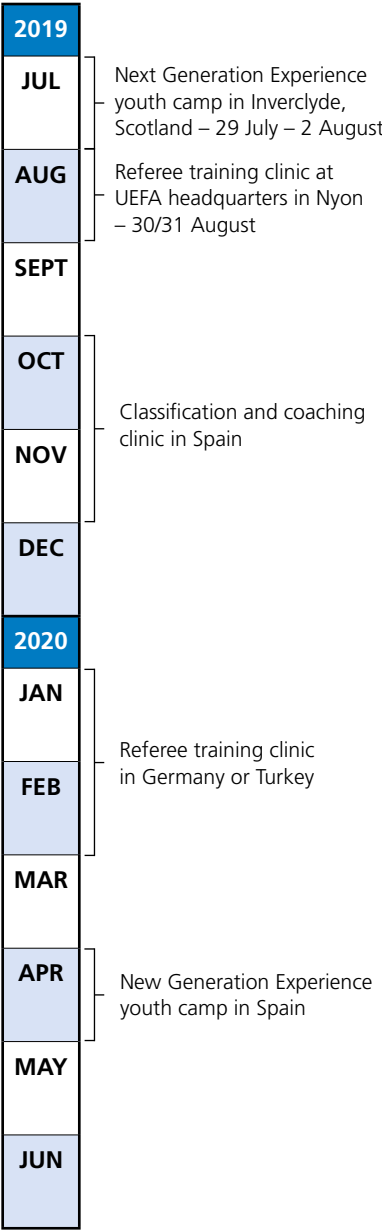 2019
JUL
Next Generation Experience
youth camp in Inverclyde,
Scotland – 29 July – 2 August
AUG
Referee training clinic at
UEFA headquarters in Nyon
– 30/31 August
SEPT
OCT
Classification and coaching
clinic in Spain
NOV
DEC
2020
JAN
Referee training clinic
in Germany or Turkey
FEB
MAR
APR
New Generation Experience
youth camp in Spain
MAY
JUN